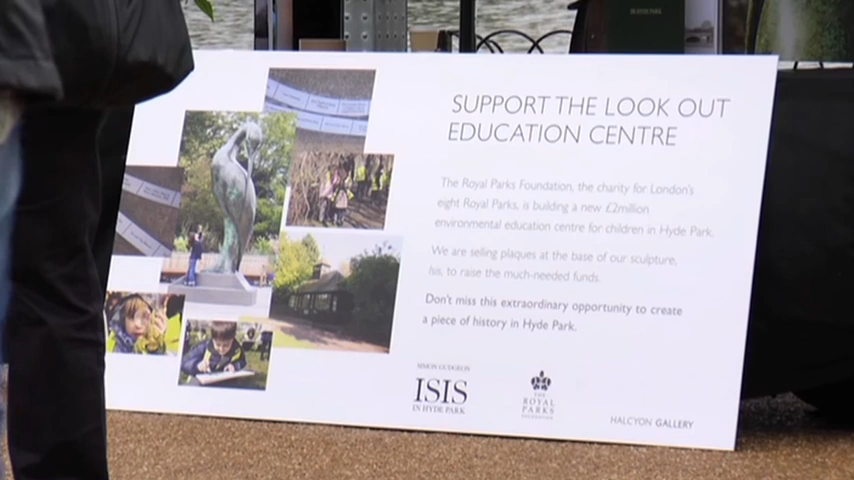 IN HYDE PARK
SUPPORT THE LOOK OUT
EDUCATION CENTRE
The Royal Parks Foundation, the charity for London's
eight Royal Parks, is building a new £2million
environmental education centre for children in Hyde Park.
We are selling plaques at the base of our sculpture,
Isis, to raise the much-needed funds.
Don't miss this extraordinary opportunity to create
a piece of history in Hyde Park.
SIMON GUDGEON
ISIS
IN HYDE PARK
THE
ROYAL
PARKS
FOUNDATION
HALCYON GALLERY